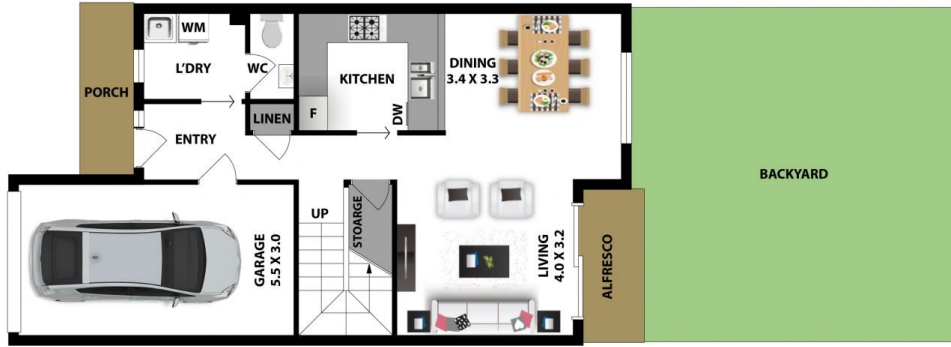 WM
L'DRY
WC
PORCH
ENTRY
LINEN
KITCHEN
F
DW
DINING
3.4 X 3.3
BACKYARD
GARAGE
5.5 X 3.0
UP
STOARGE
LIVING
4.0 X 3.2
ALFRESCO